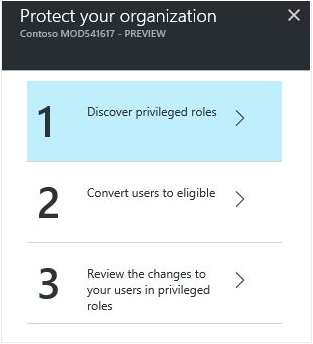 Protect your organization
Contoso MOD541617 - PREVIEW
1
Discover privileged roles
2
Convert users to eligible
3
Review the changes to
your users in privileged
roles